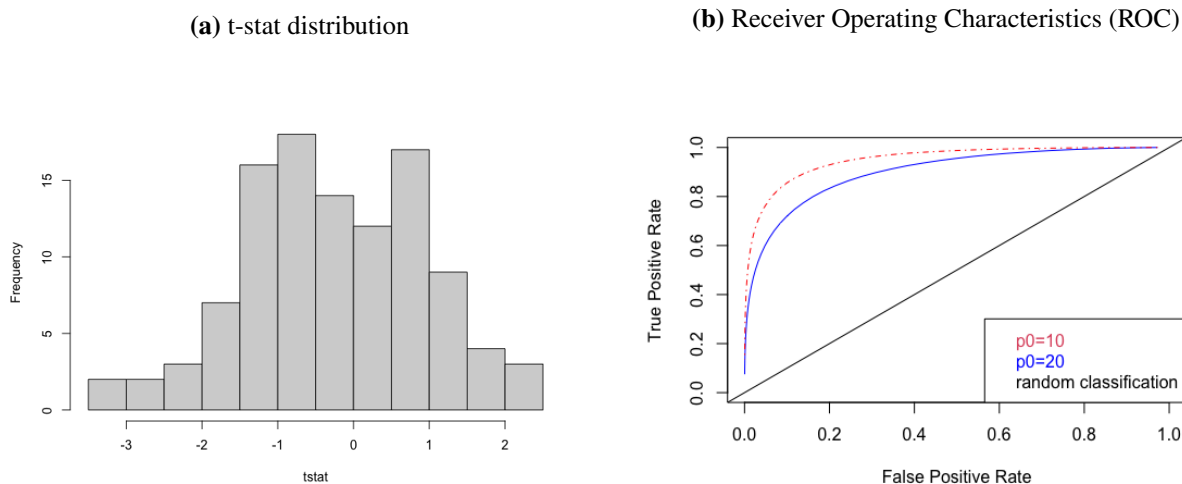 (a) t-stat distribution
Frequency
0
5
10
15
-3
-2
-1
0
1
2
tstat
(b) Receiver Operating Characteristics (ROC)
True Positive Rate
0.0
0.2
0.4
0.6
0.8
1.0
0.0
0.2
0.4
0.6
0.8
1.0
False Positive Rate
p0=10
p0=20
random classification